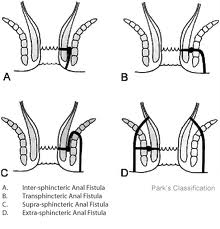 A
B
C
D
A. Inter-sphincteric Anal Fistula
B. Transphincteric Anal Fistula
C. Supra-sphincteric Anal Fistula
D. Extra-sphincteric Anal Fistula
Park's Classification